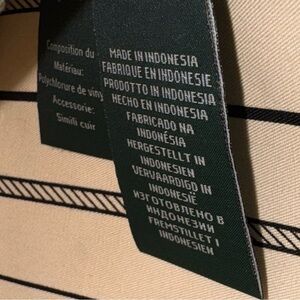 Composition du
Matériau:
Polychlorure de viny
Accessorie:
Simili cuir
MADE IN INDONESIA
FABRIQUE EN INDONESIE
PRODOTTO IN INDONESIA
HECHO EN INDONESIA
FABRICADO NA
INDONÉSIA
HERGESTELLT IN
INDONESIEN
VERVAARDIGD IN
INDONESIË
ИЗГОТОВЛЕНО В
ИНДОНЕЗИИ
FREMSTILLET I
INDONESIEN